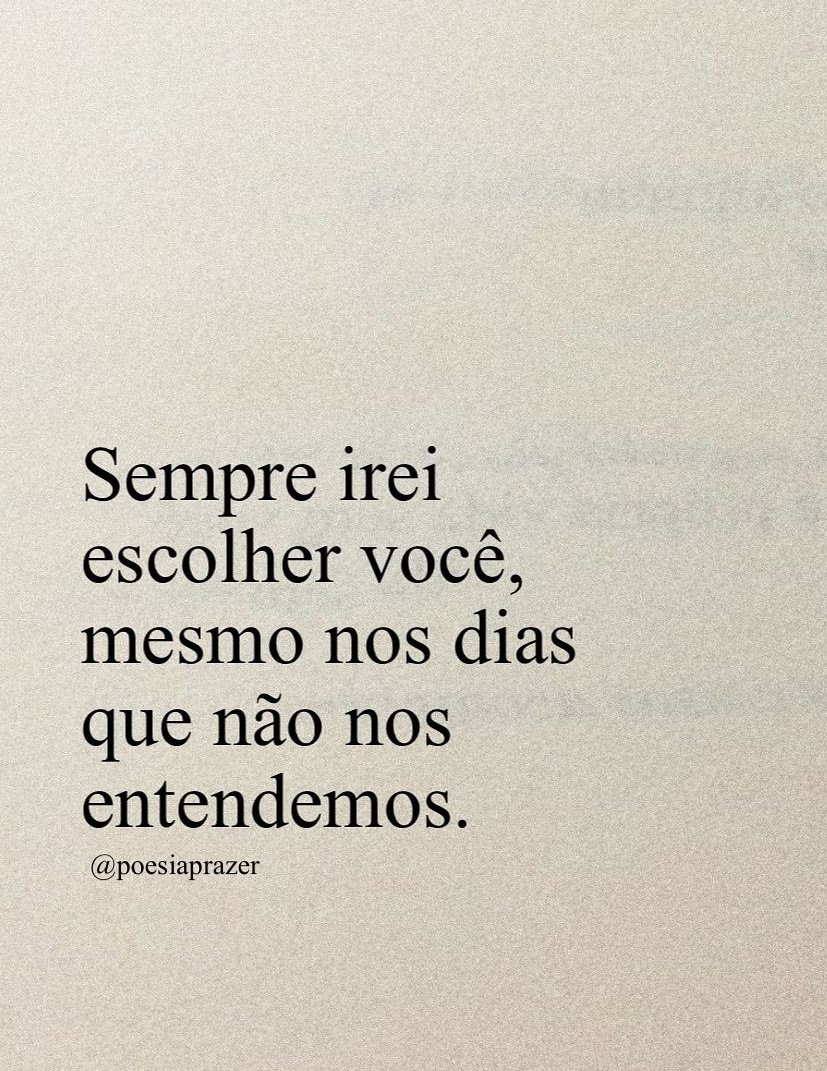 Sempre irei
escolher você,
mesmo nos dias
que não nos
entendemos.
@poesiaprazer